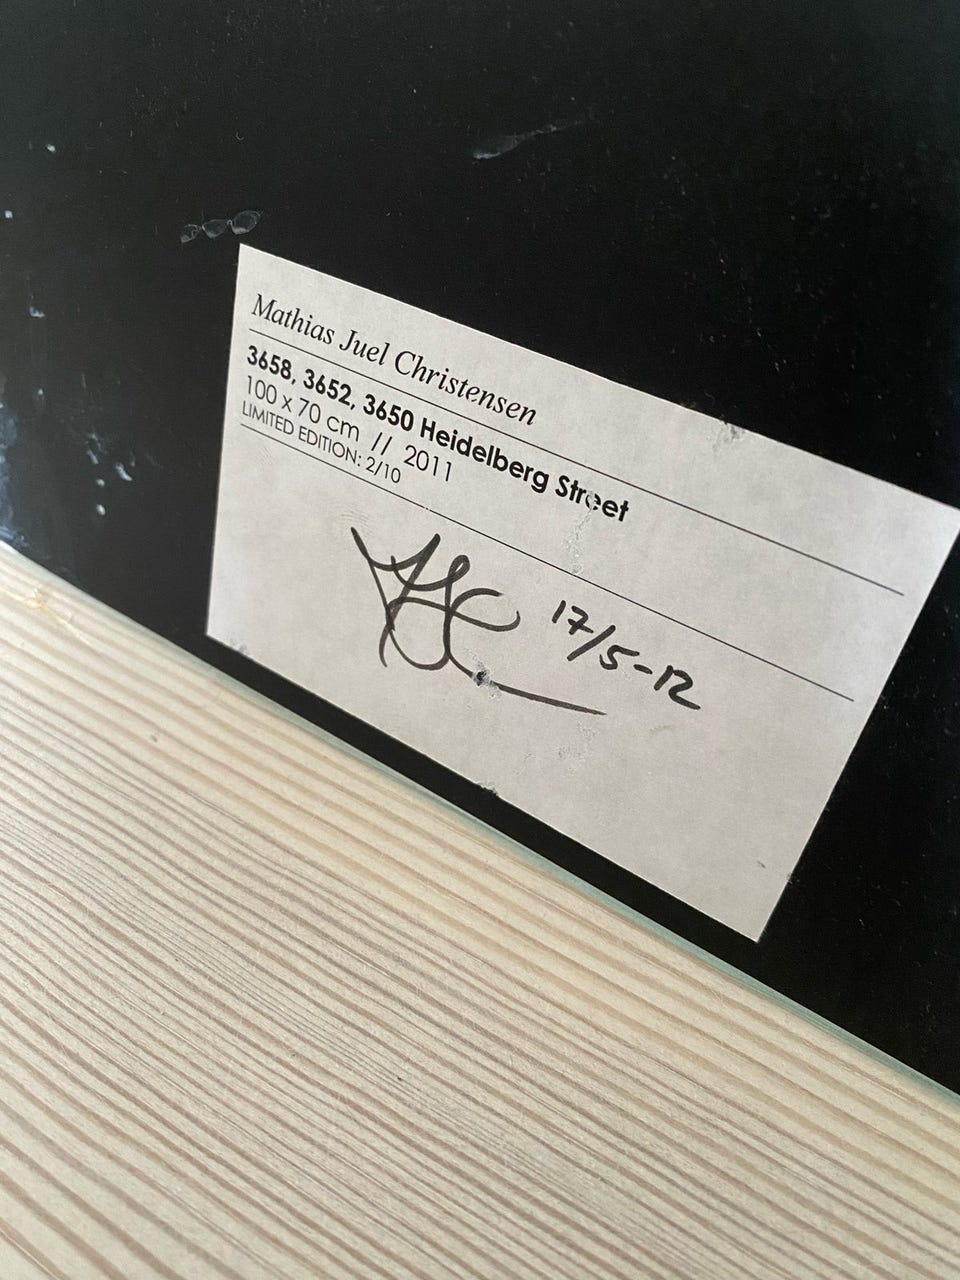 Mathias Juel Christensen
3658, 3652, 3650 Heidelberg Street
100 x 70 cm // 2011
LIMITED EDITION: 2/10
17/5-12